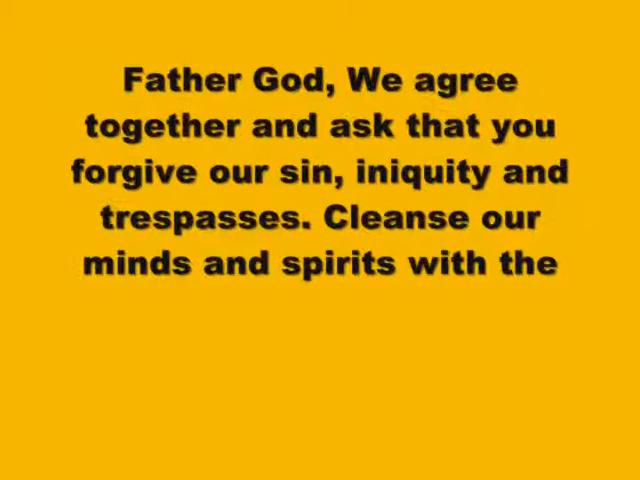 Father God, We agree
together and ask that you
forgive our sin, iniquity and
trespasses. Cleanse our
minds and spirits with the